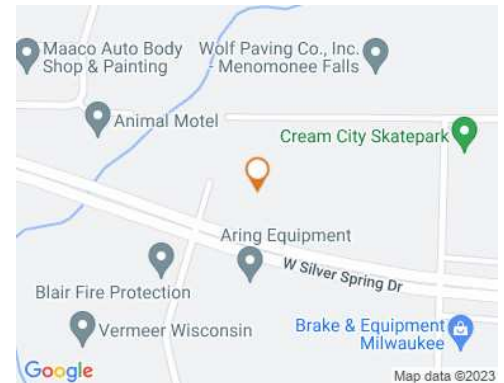 Maaco Auto Body
Shop & Painting
Wolf Paving Co., Inc.
- Menomonee Falls
Animal Motel
Cream City Skatepark
Aring Equipment
W Silver Spring Dr
Blair Fire Protection
Vermeer Wisconsin
Brake & Equipment
Milwaukee
Google
Map data ©2023